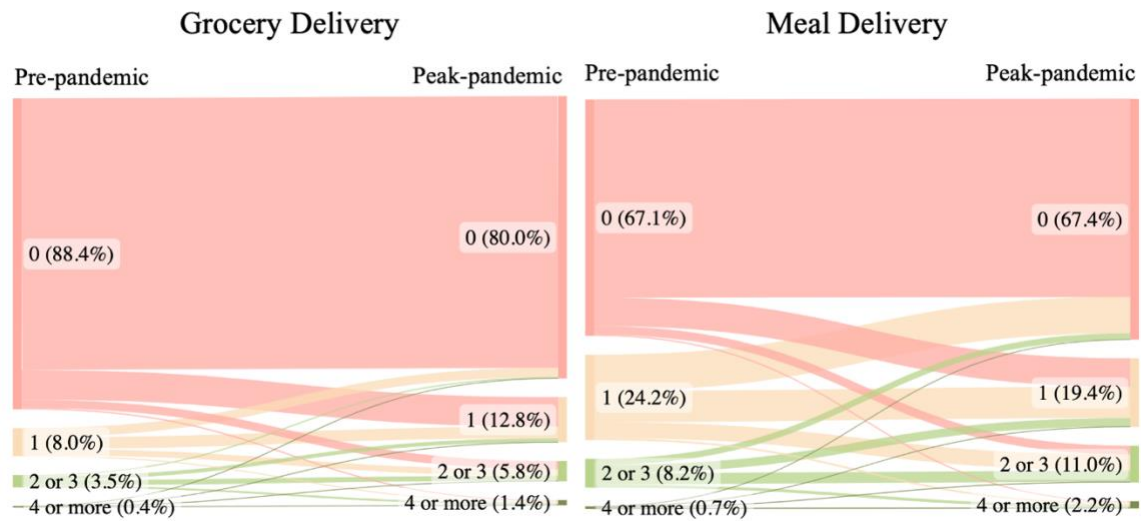 Grocery Delivery
Meal Delivery
Pre-pandemic
Peak-pandemic
Pre-pandemic
Peak-pandemic
0 (88.4%)
0 (80.0%)
1 (8.0%)
1 (12.8%)
2 or 3 (3.5%)
2 or 3 (5.8%)
4 or more (0.4%)
4 or more (1.4%)
0 (67.1%)
0 (67.4%)
1 (24.2%)
1 (19.4%)
2 or 3 (8.2%)
2 or 3 (11.0%)
4 or more (0.7%)
4 or more (2.2%)